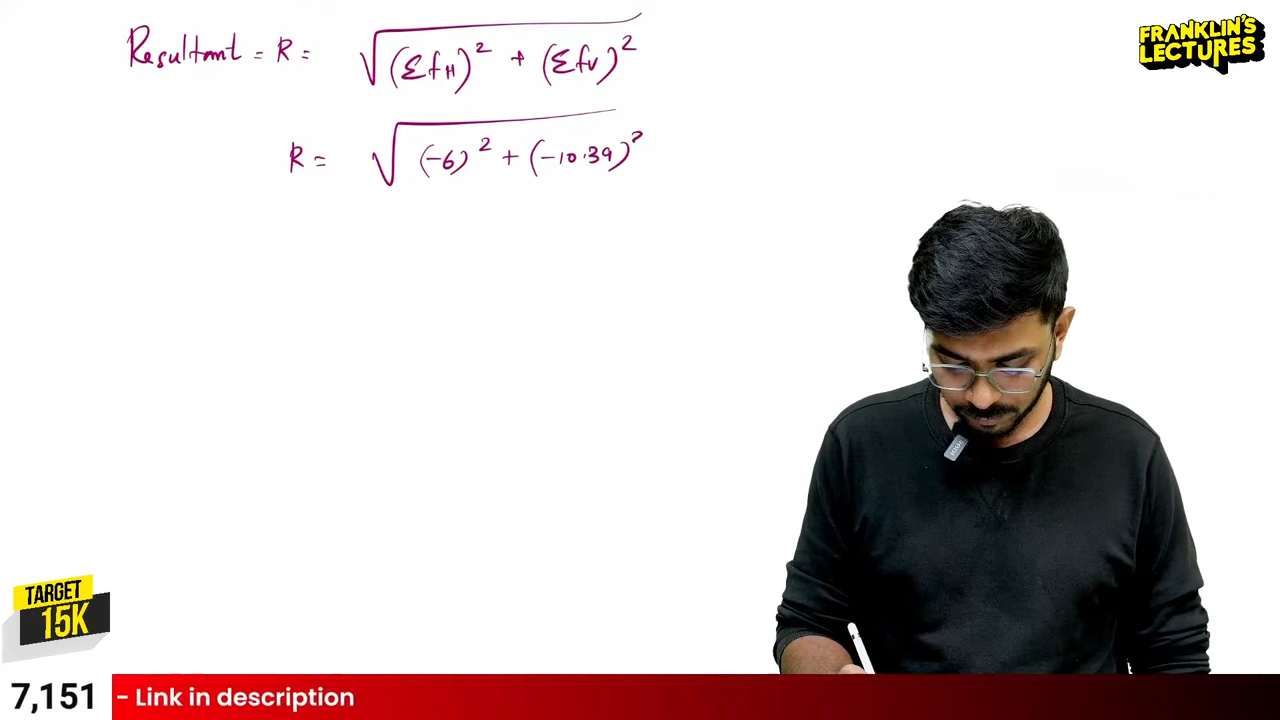 Resultant = R = √(ΣfH)² + (Σfv)²
R = √(-6)² + (-10.39)²
FRANKLIN'S
LECTURES
TARGET
15K
7,151 - Link in description